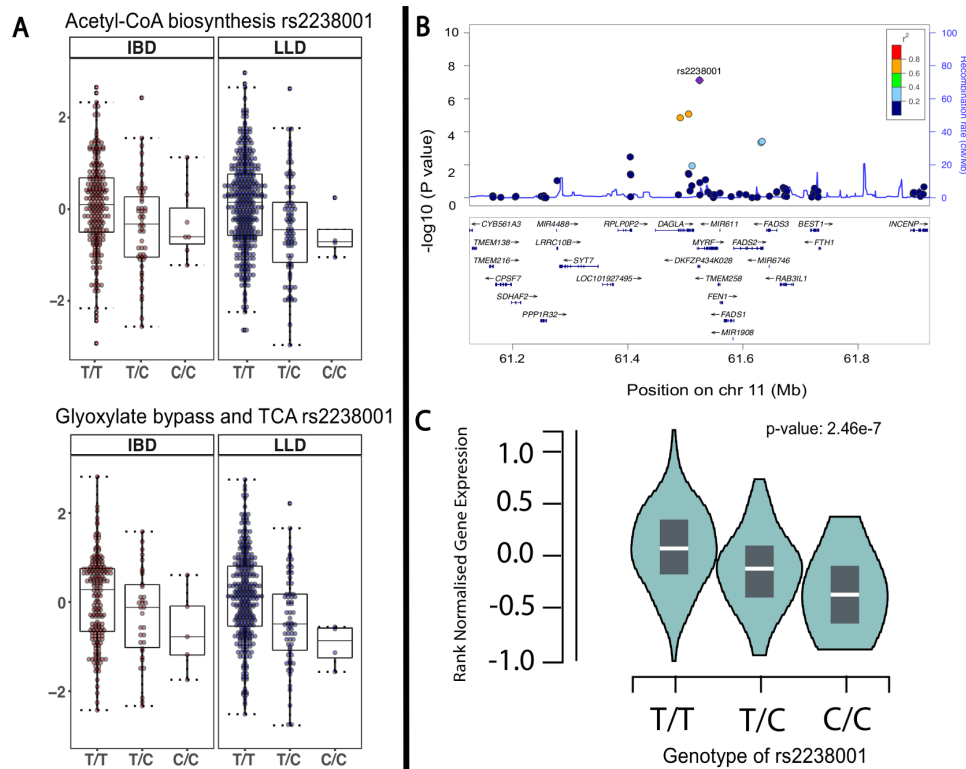 A
Acetyl-CoA biosynthesis rs2238001
IBD
LLD
2
0
−2
T/T
T/C
C/C
T/T
T/C
C/C
Glyoxylate bypass and TCA rs2238001
IBD
LLD
2
0
−2
T/T
T/C
C/C
T/T
T/C
C/C
B
-log10 (P value)
10
8
6
4
2
0
rs2238001
r²
0.8
0.6
0.4
0.2
100
80
60
40
20
0
Recombination rate (cM/Mb)
←CYB561A3
MIR4488→
RPLP0P2→
DAGLA→
←MIR611
←FADS3
BEST1→
INCENP→
←TMEM138
←LRRC10B
MYRF→
FADS2→
←FTH1
TMEM216→
←SYT7
←DKFZP434K028
←MIR6746
←CPSF7
LOC101927495→
←TMEM258
←RAB3IL1
SDHAF2→
FEN1→
PPP1R32→
←FADS1
←MIR1908
61.2
61.4
61.6
61.8
Position on chr 11 (Mb)
C
p-value: 2.46e-7
Rank Normalised Gene Expression
1.0
0.5
0.0
-0.5
-1.0
T/T
T/C
C/C
Genotype of rs2238001